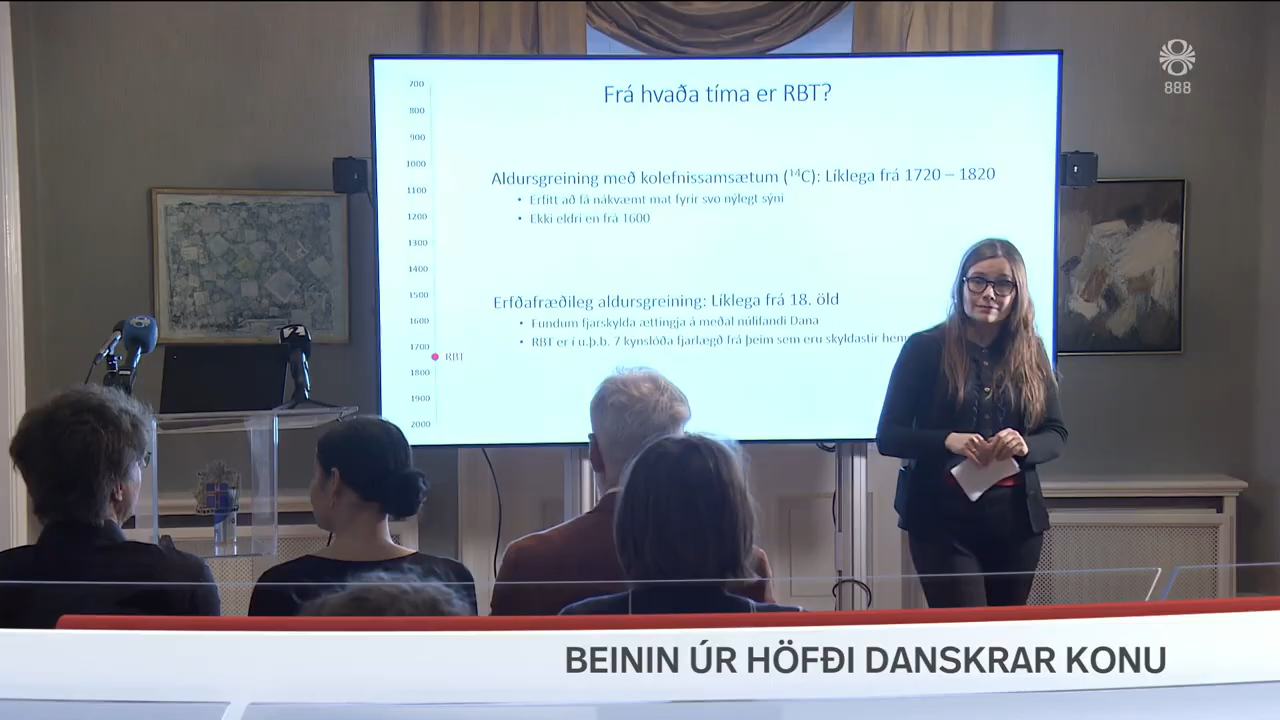 888
Frá hvaða tíma er RBT?
700
800
900
1000
1100
1200
1300
1400
1500
1600
1700
1800
1900
2000
RBT
Aldursgreining með kolefnissamsætum (¹⁴C): Líklega frá 1720 – 1820
• Erfitt að fá nákvæmt mat fyrir svo nýlegt sýni
• Ekki eldri en frá 1600
Erfðafræðileg aldursgreining: Líklega frá 18. öld
• Fundum fjarskylda ættingja á meðal núlifandi Dana
• RBT er í u.þ.b. 7 kynslóða fjarlægð frá þeim sem eru skyldastir
BEININ ÚR HÖFÐI DANSKRAR KONU